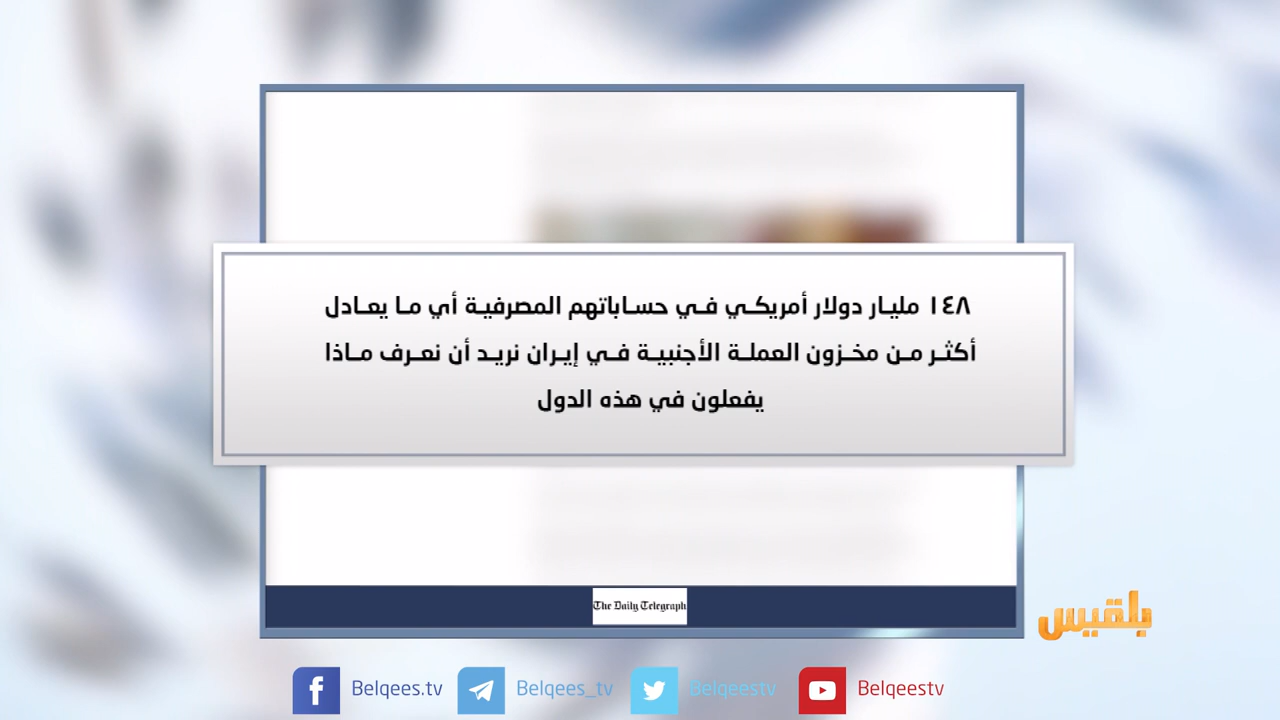 ١٤٨ مليار دولار أمريكي في حساباتهم المصرفية أي ما يعادل
أكثر من مخزون العملة الأجنبية في إيران نريد أن نعرف ماذا
يفعلون في هذه الدول
The Daily Telegraph
بلقيس
Belqees.tv
Belqees_tv
Belqeestv
Belqeestv